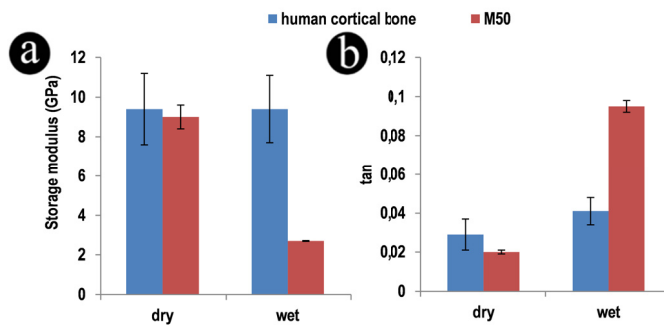 human cortical bone M50
a
Storage modulus (GPa)
12
10
8
6
4
2
0
dry wet
b
tan
0,12
0,1
0,08
0,06
0,04
0,02
0
dry wet